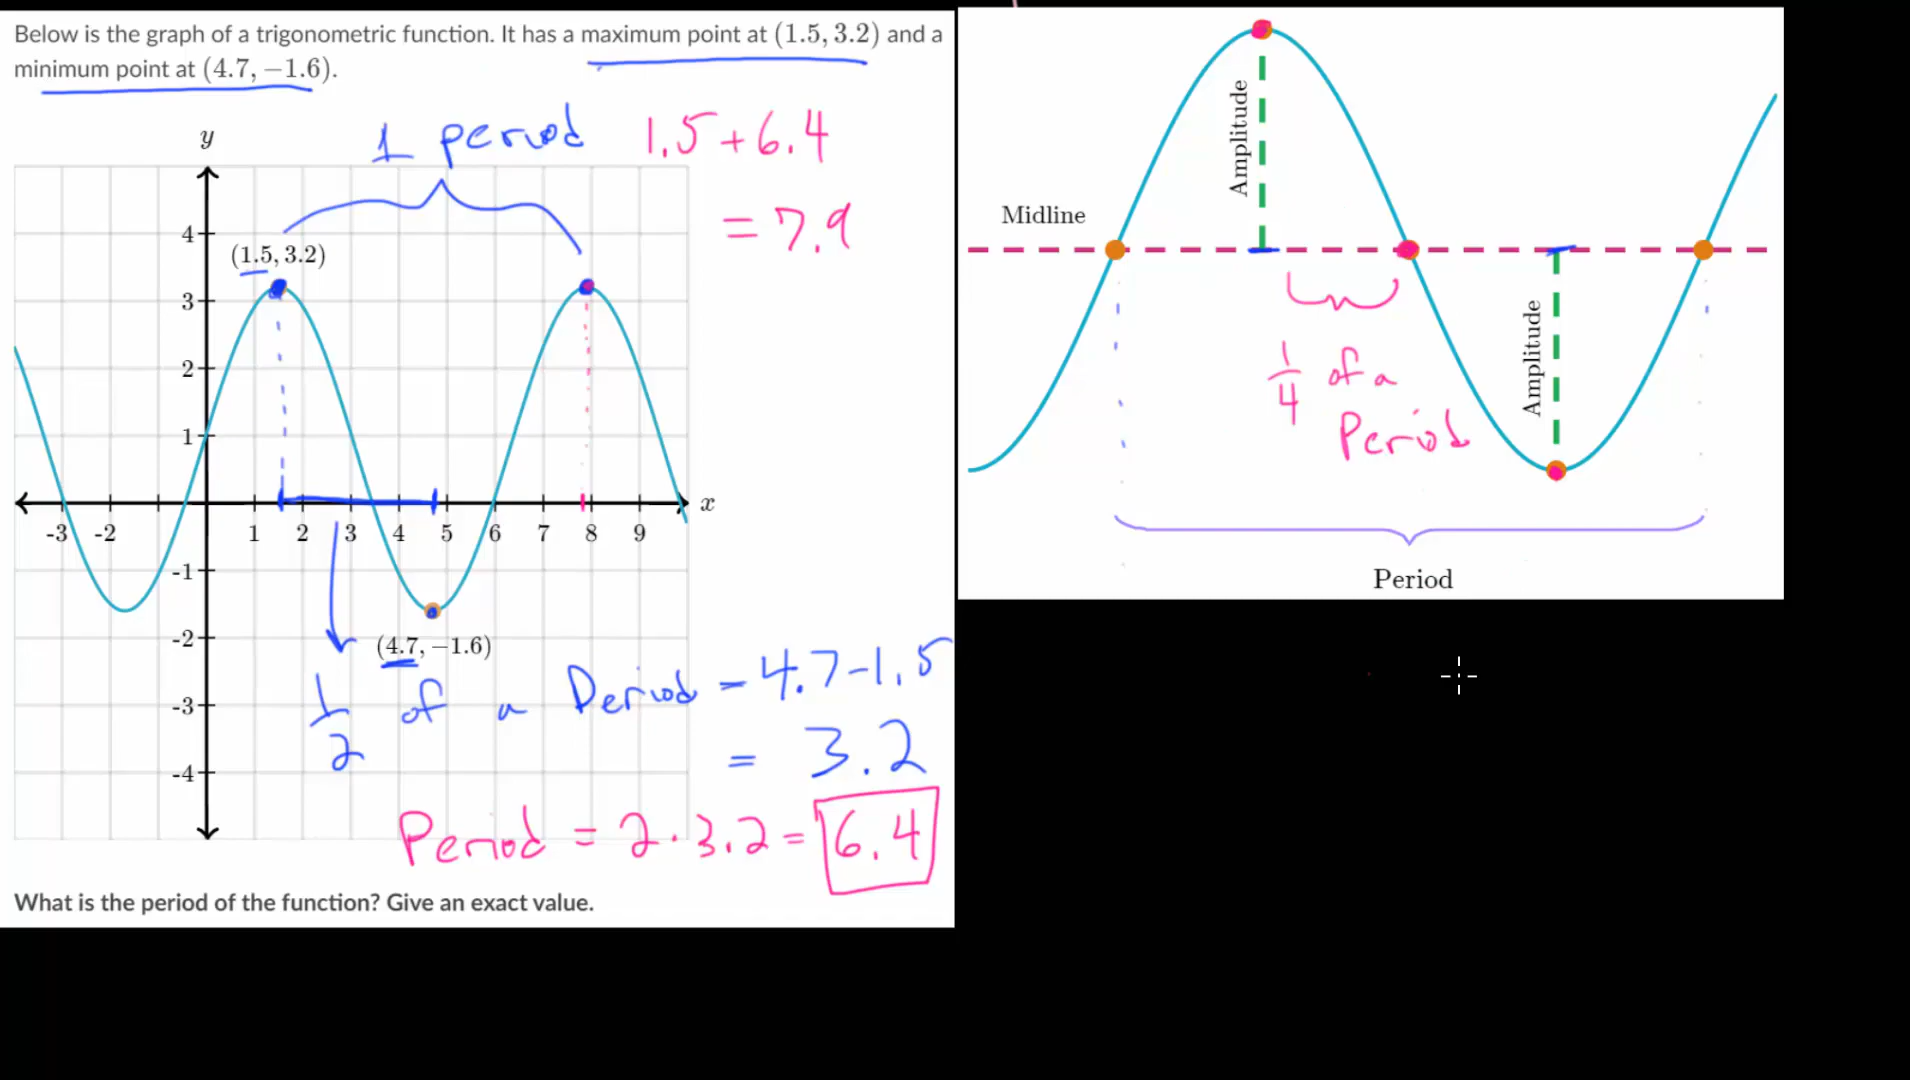 Below is the graph of a trigonometric function. It has a maximum point at (1.5, 3.2) and a
minimum point at (4.7, −1.6).
1 period
1.5+6.4
= 7.9
y
(1.5, 3.2)
4
3
2
1
-3 -2 1 2 3 4 5 6 7 8 9 x
-1
-2
-3
-4
(4.7, −1.6)
1/2 of a Period = 4.7-1.5
= 3.2
Period = 2·3.2 = 6.4
What is the period of the function? Give an exact value.
Amplitude
Midline
1/4 of a
Period
Amplitude
Period